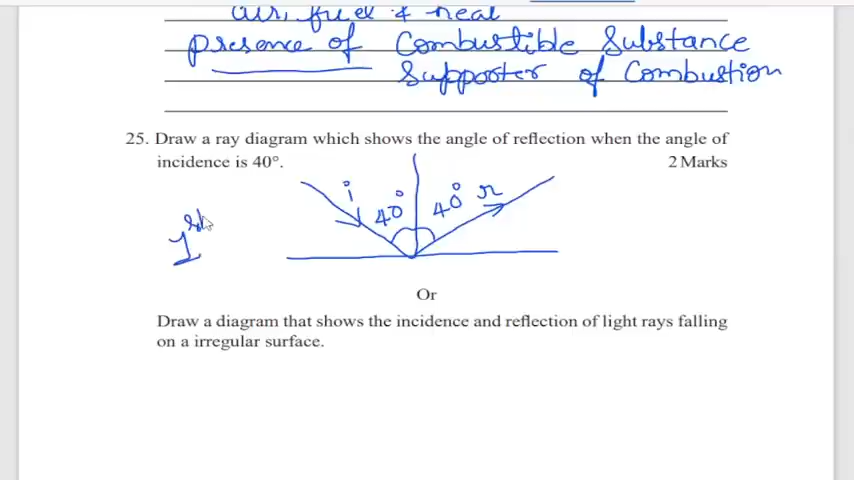 air, fuel & heat
presence of Combustible Substance
Supporter of Combustion
25. Draw a ray diagram which shows the angle of reflection when the angle of
incidence is 40°. 2 Marks
i 40° 40° r
1st
Or
Draw a diagram that shows the incidence and reflection of light rays falling
on a irregular surface.